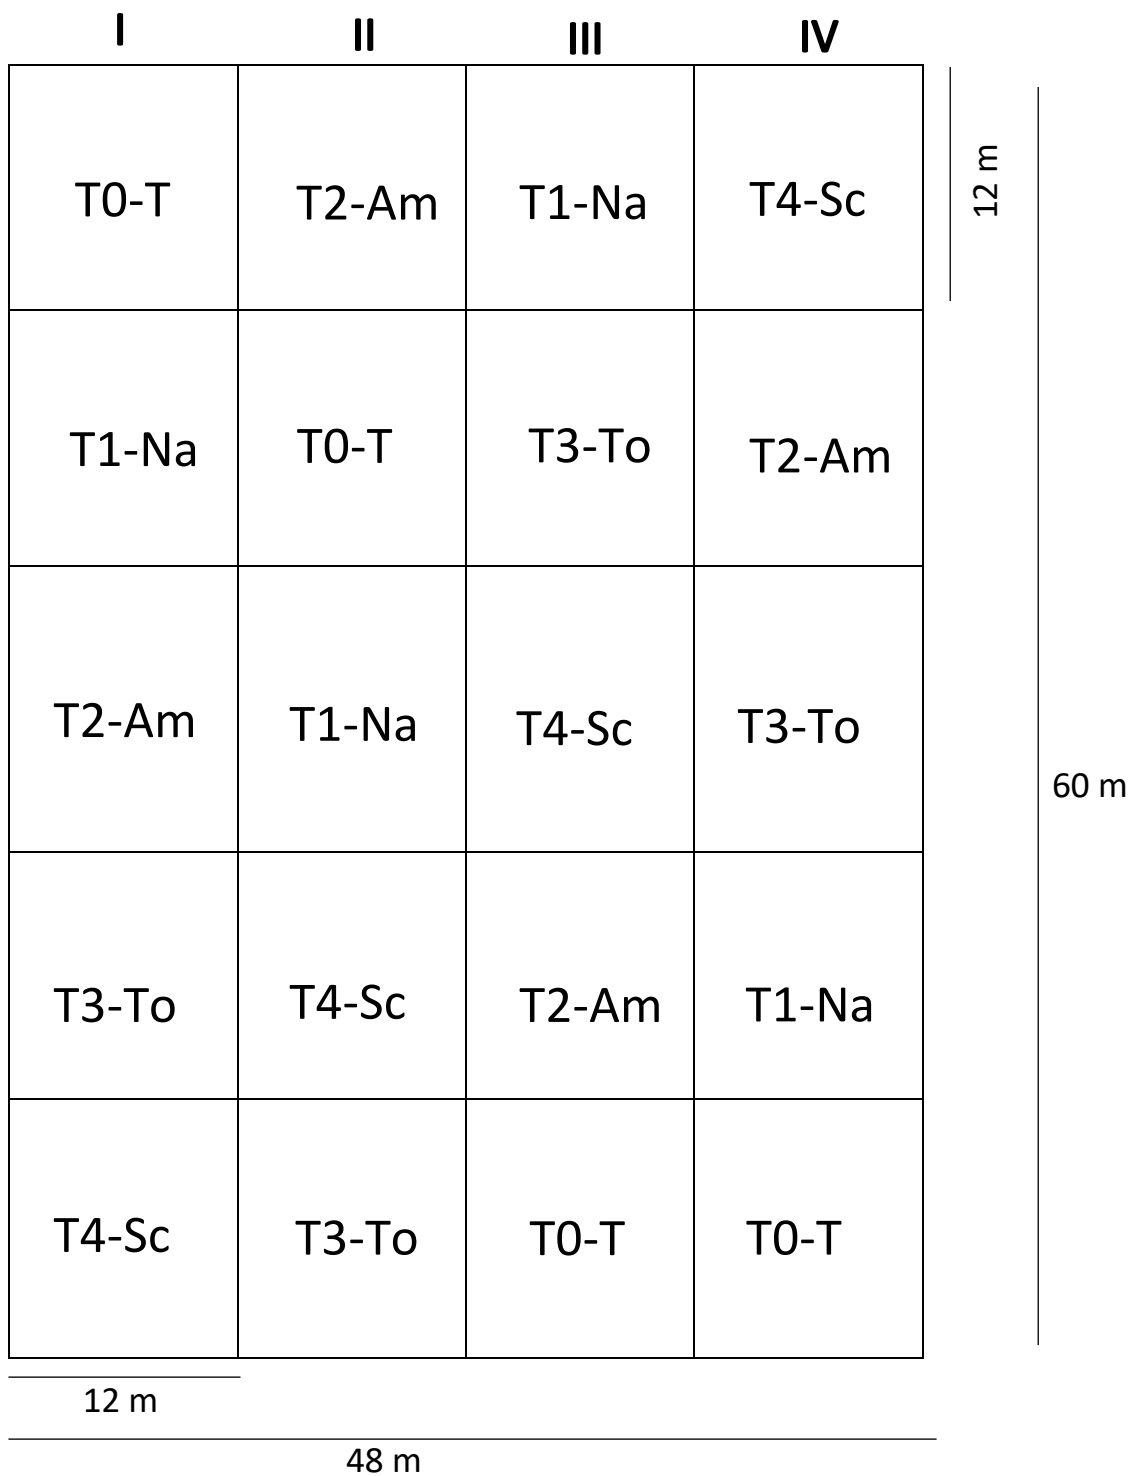 I II III IV
T0-T T2-Am T1-Na T4-Sc
12 m
T1-Na T0-T T3-To T2-Am
T2-Am T1-Na T4-Sc T3-To
60 m
T3-To T4-Sc T2-Am T1-Na
T4-Sc T3-To T0-T T0-T
12 m
48 m